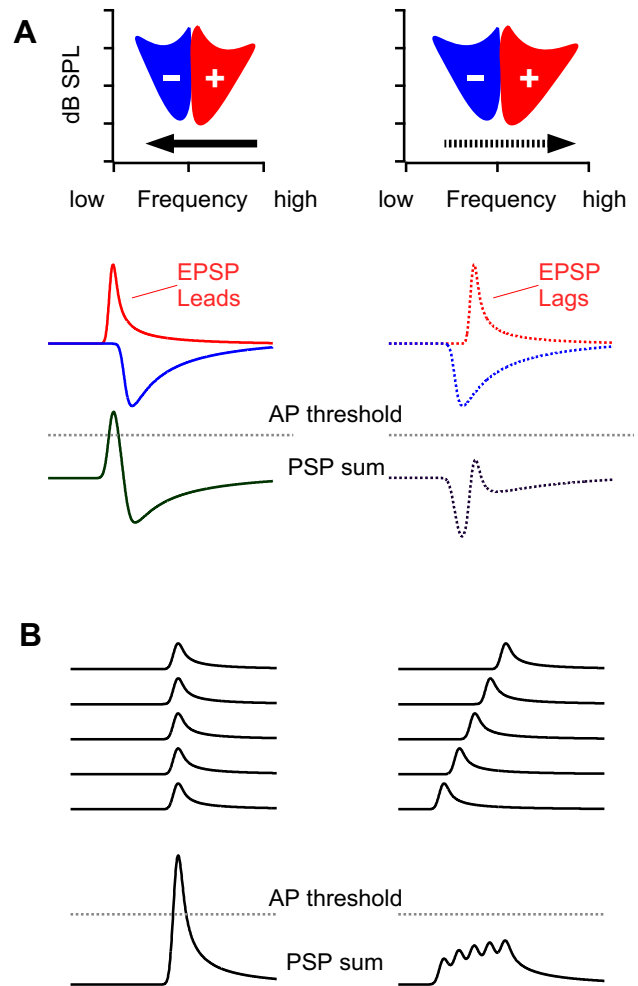 A
dB SPL
− +
− +
low Frequency high
low Frequency high
EPSP
Leads
EPSP
Lags
AP threshold
PSP sum
B
AP threshold
PSP sum